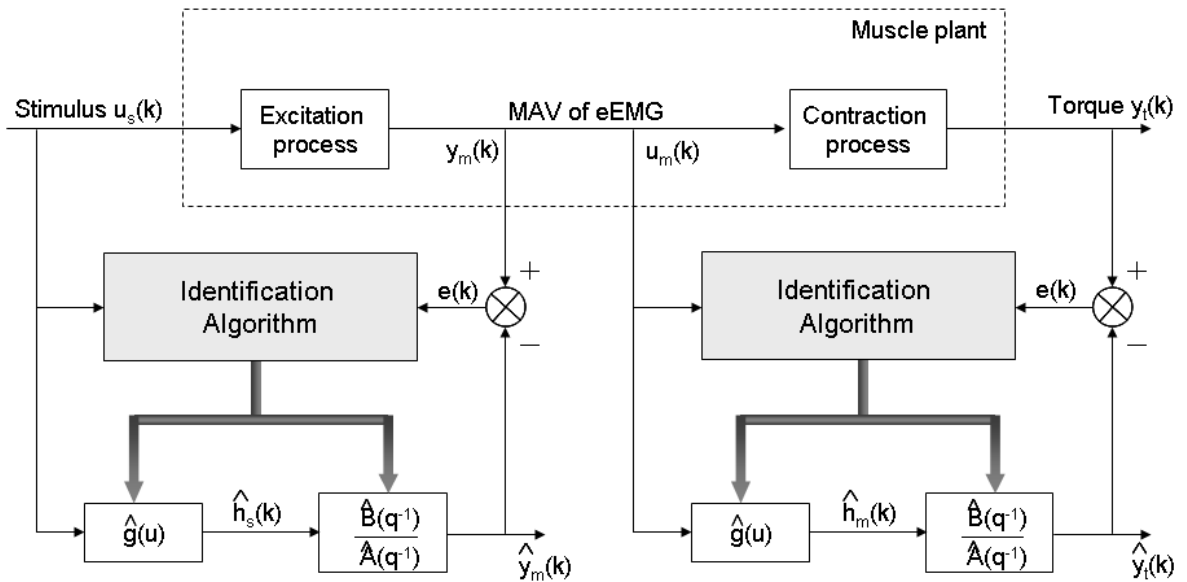 Muscle plant
Stimulus u_s(k)
Excitation
process
MAV of eEMG
Contraction
process
Torque y_t(k)
y_m(k)
u_m(k)
Identification
Algorithm
e(k)
+
−
Identification
Algorithm
e(k)
+
−
ĝ(u)
ĥ_s(k)
B̂(q⁻¹)
Â(q⁻¹)
ŷ_m(k)
ĝ(u)
ĥ_m(k)
B̂(q⁻¹)
Â(q⁻¹)
ŷ_t(k)